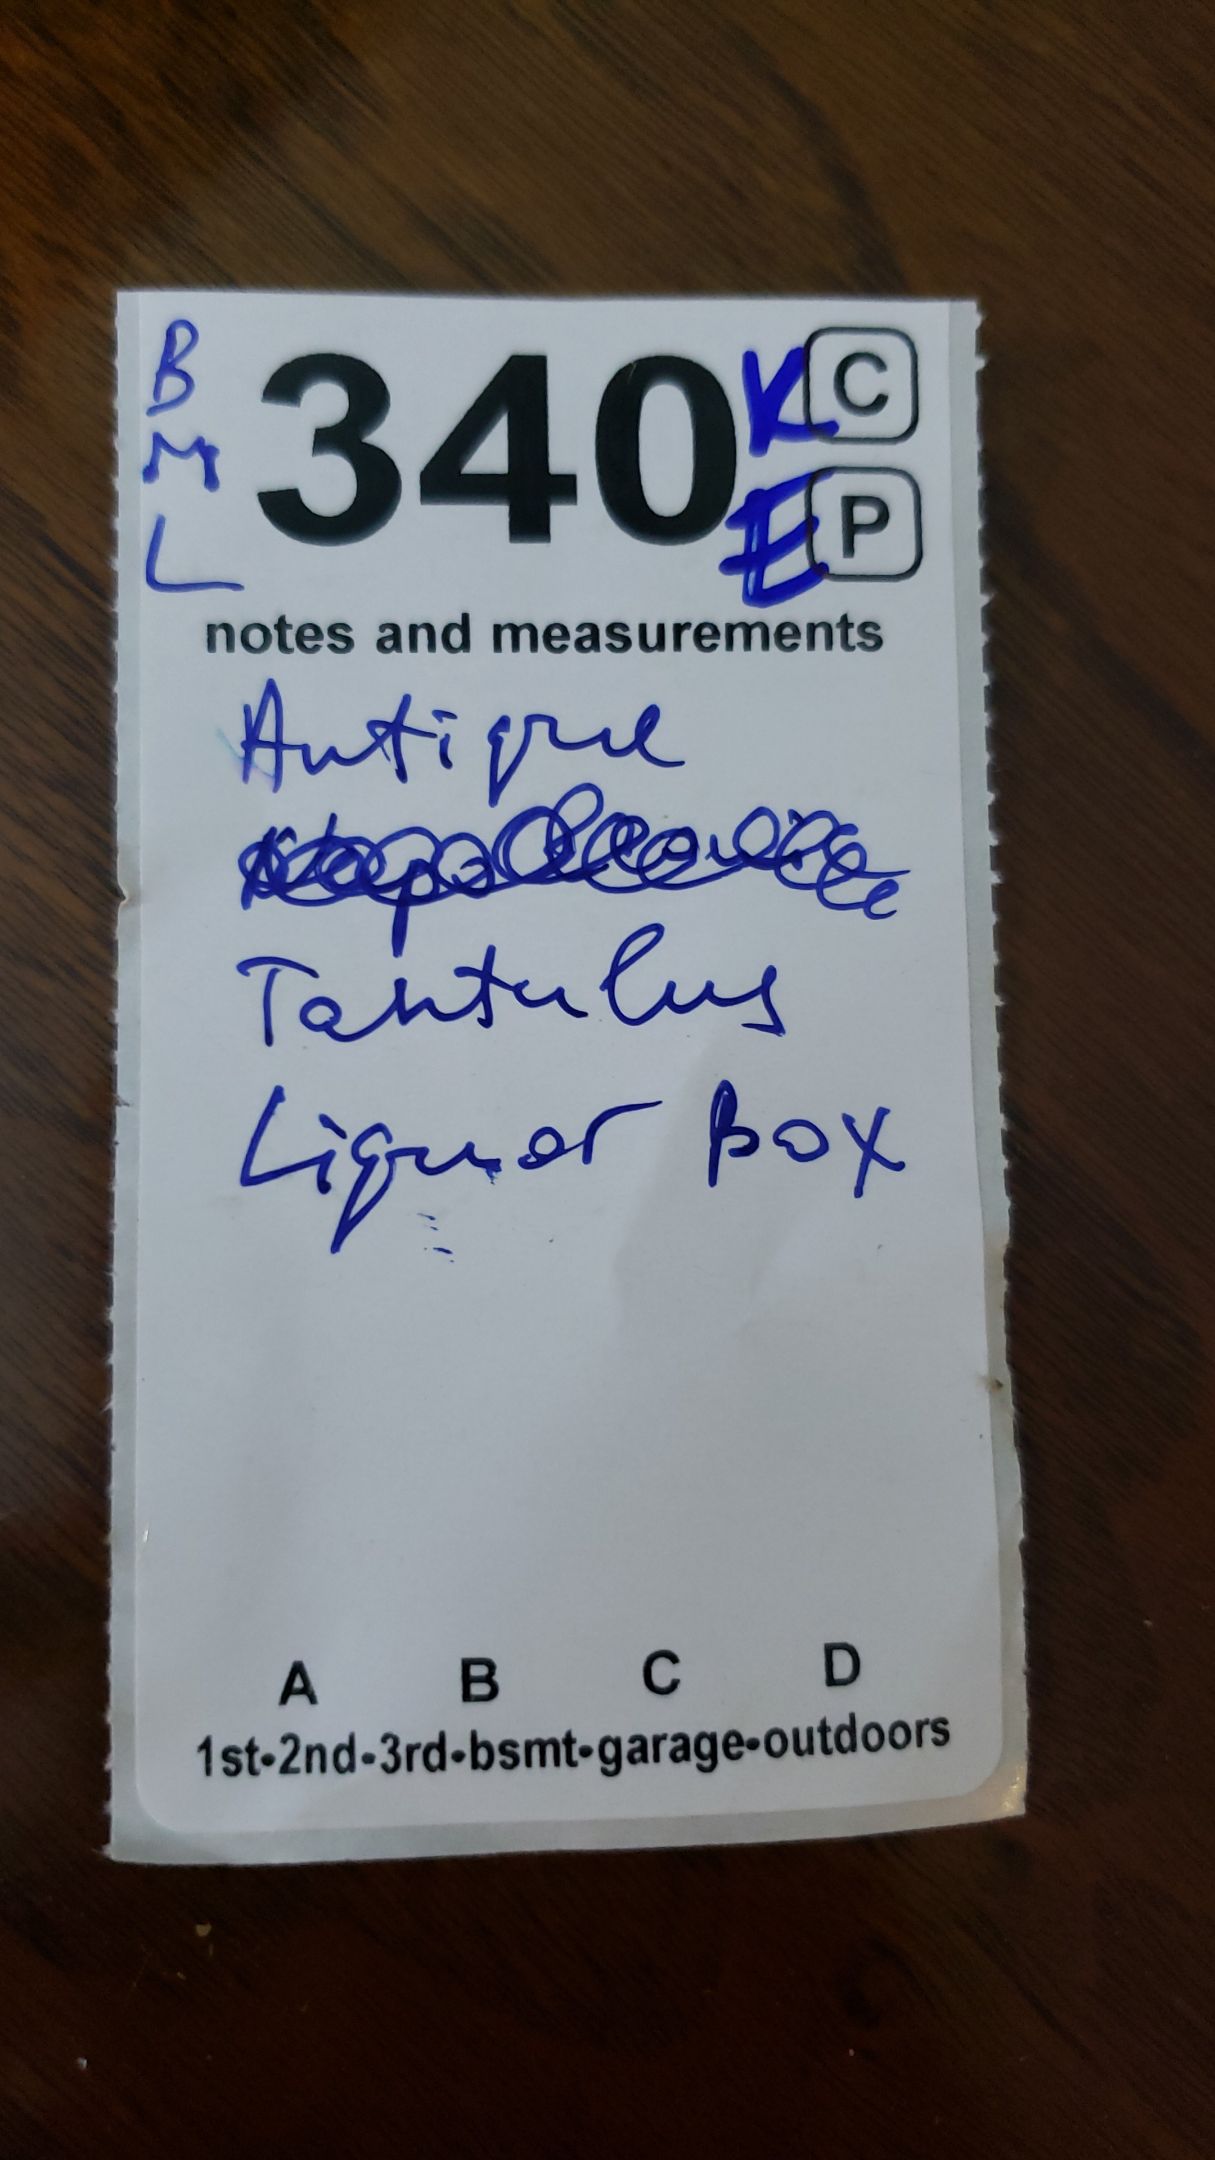 B
M
L
340
K
C
E
P
notes and measurements
Antique
Tantulus
Liquor Box
A B C D
1st•2nd•3rd•bsmt•garage•outdoors